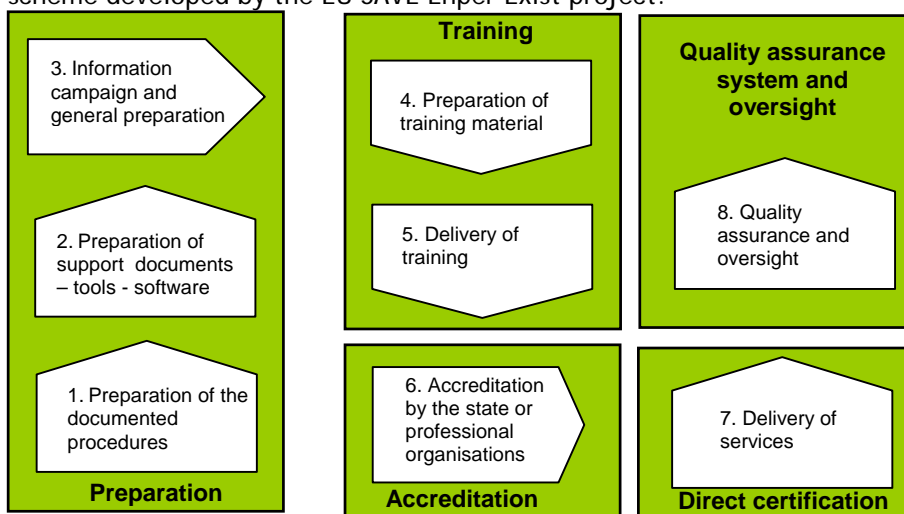 scheme developed by the EU SAVE Enper Exist project?
3. Information
campaign and
general preparation
2. Preparation of
support documents
– tools - software
1. Preparation of the
documented
procedures
Preparation
Training
4. Preparation of
training material
5. Delivery of
training
6. Accreditation
by the state or
professional
organisations
Accreditation
Quality assurance
system and
oversight
8. Quality
assurance and
oversight
7. Delivery of
services
Direct certification